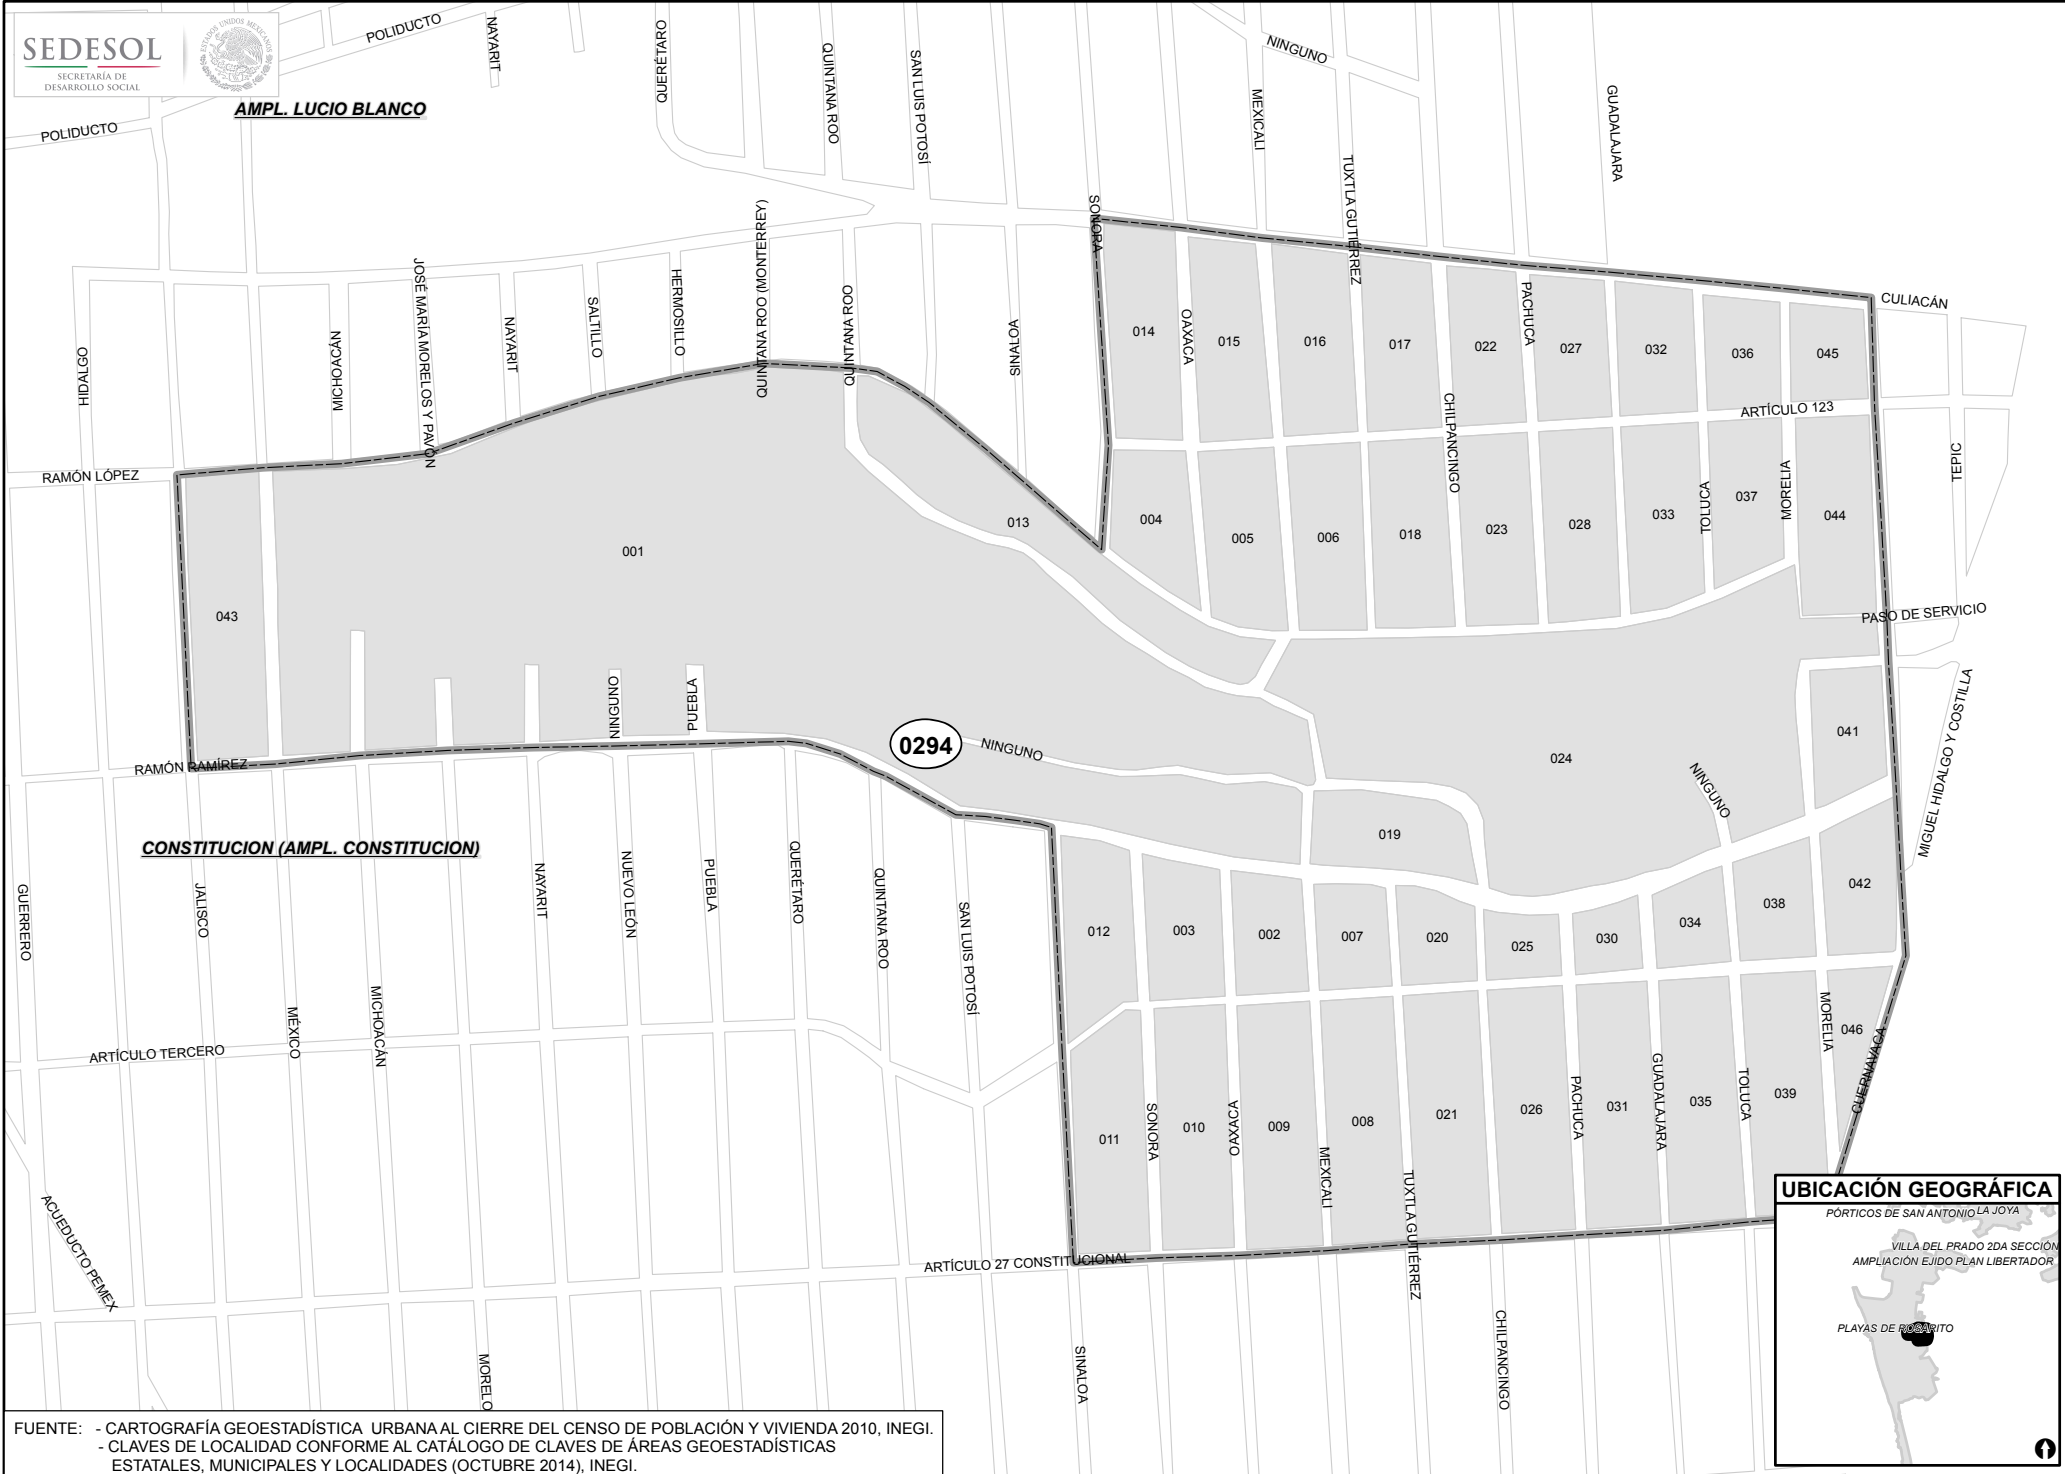 SEDESOL
SECRETARÍA DE
DESARROLLO SOCIAL
ESTADOS UNIDOS MEXICANOS
POLIDUCTO
NAYARIT
QUERÉTARO
QUINTANA ROO
SAN LUIS POTOSÍ
NINGUNO
MEXICALI
GUADALAJARA
AMPL. LUCIO BLANCO
POLIDUCTO
TUXTLA GUTIÉRREZ
SONORA
QUINTANA ROO (MONTERREY)
JOSÉ MARÍA MORELOS Y PAVÓN
HERMOSILLO
SALTILLO
NAYARIT
QUINTANA ROO
SINALOA
MICHOACÁN
HIDALGO
CULIACÁN
PACHUCA
OAXACA
014
015
016
017
022
027
032
036
045
CHILPANCINGO
ARTÍCULO 123
TEPIC
RAMÓN LÓPEZ
TOLUCA
MORELIA
013
004
005
006
018
023
028
033
037
044
001
043
PASO DE SERVICIO
NINGUNO
PUEBLA
MIGUEL HIDALGO Y COSTILLA
041
0294
NINGUNO
024
NINGUNO
RAMÓN RAMÍREZ
019
CONSTITUCION (AMPL. CONSTITUCION)
GUERRERO
JALISCO
NAYARIT
NUEVO LEÓN
PUEBLA
QUERÉTARO
QUINTANA ROO
SAN LUIS POTOSÍ
012
003
002
007
020
025
030
034
038
042
MÉXICO
MICHOACÁN
ARTÍCULO TERCERO
MORELIA
046
CUERNAVACA
SONORA
OAXACA
MEXICALI
TUXTLA GUTIÉRREZ
PACHUCA
GUADALAJARA
TOLUCA
011
010
009
008
021
026
031
035
039
ACUEDUCTO PEMEX
ARTÍCULO 27 CONSTITUCIONAL
MORELO
SINALOA
CHILPANCINGO
UBICACIÓN GEOGRÁFICA
PÓRTICOS DE SAN ANTONIO
LA JOYA
VILLA DEL PRADO 2DA SECCIÓN
AMPLIACIÓN EJIDO PLAN LIBERTADOR
PLAYAS DE ROSARITO
FUENTE: - CARTOGRAFÍA GEOESTADÍSTICA URBANA AL CIERRE DEL CENSO DE POBLACIÓN Y VIVIENDA 2010, INEGI.
- CLAVES DE LOCALIDAD CONFORME AL CATÁLOGO DE CLAVES DE ÁREAS GEOESTADÍSTICAS
ESTATALES, MUNICIPALES Y LOCALIDADES (OCTUBRE 2014), INEGI.